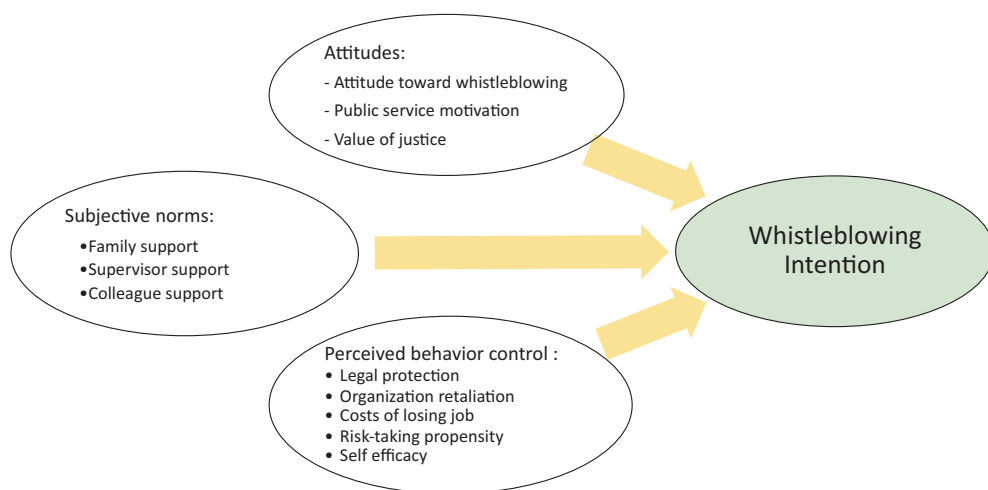 Attitudes:
- Attitude toward whistleblowing
- Public service motivation
- Value of justice
Subjective norms:
•Family support
•Supervisor support
•Colleague support
Whistleblowing
Intention
Perceived behavior control :
• Legal protection
• Organization retaliation
• Costs of losing job
• Risk-taking propensity
• Self efficacy